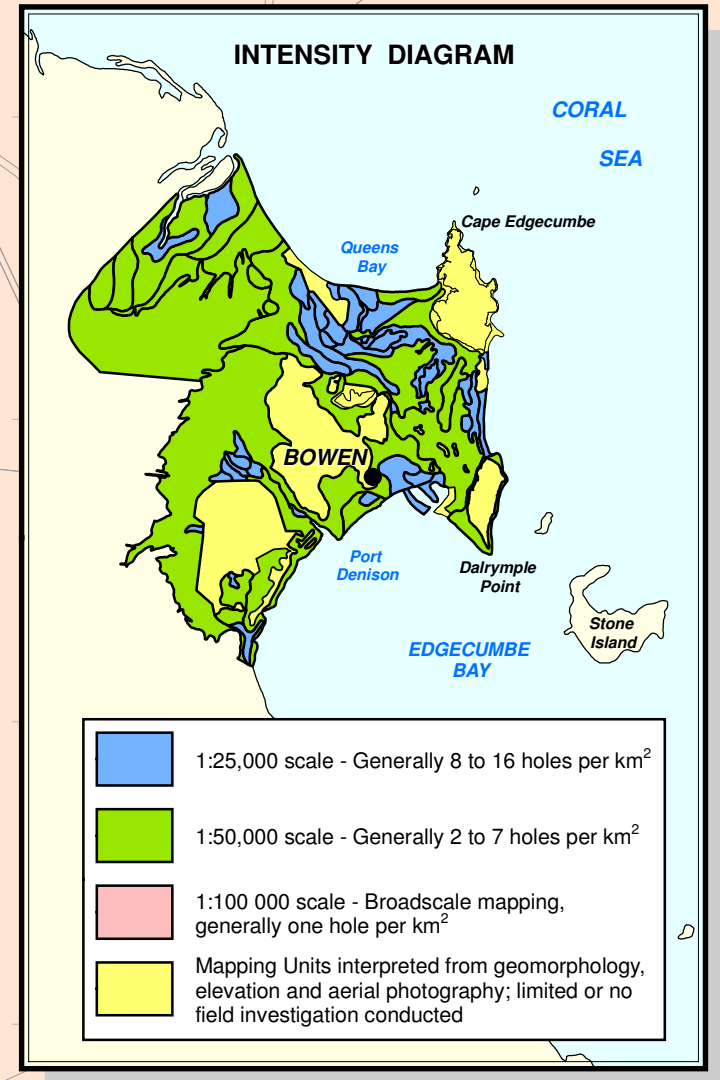 INTENSITY DIAGRAM
CORAL
SEA
Cape Edgecumbe
Queens
Bay
BOWEN
Port
Denison
Dalrymple
Point
Stone
Island
EDGECUMBE
BAY
1:25,000 scale - Generally 8 to 16 holes per km²
1:50,000 scale - Generally 2 to 7 holes per km²
1:100 000 scale - Broadscale mapping,
generally one hole per km²
Mapping Units interpreted from geomorphology,
elevation and aerial photography; limited or no
field investigation conducted